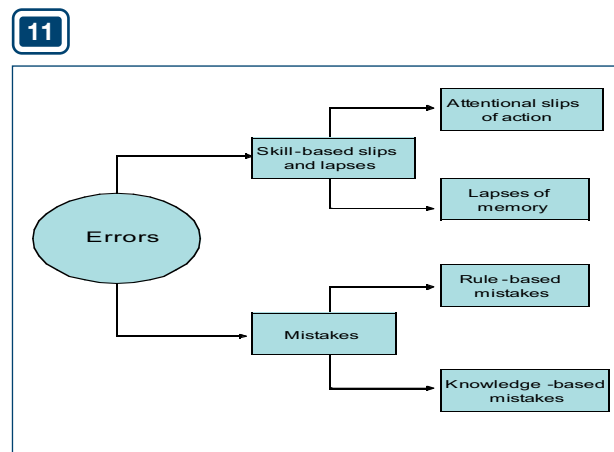 11
Attentional slips
of action
Skill-based slips
and lapses
Lapses of
memory
Errors
Rule -based
mistakes
Mistakes
Knowledge -based
mistakes